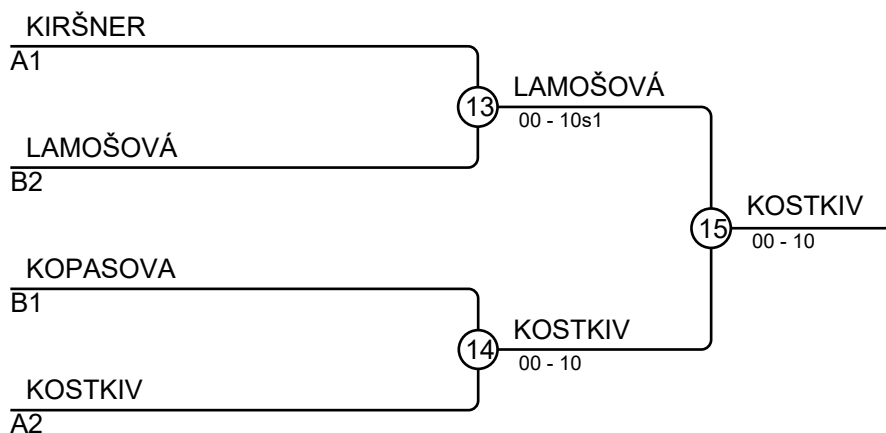 KIRŠNER
A1
13
LAMOŠOVÁ
00 - 10s1
LAMOŠOVÁ
B2
15
KOSTKIV
00 - 10
KOPASOVA
B1
14
KOSTKIV
00 - 10
KOSTKIV
A2